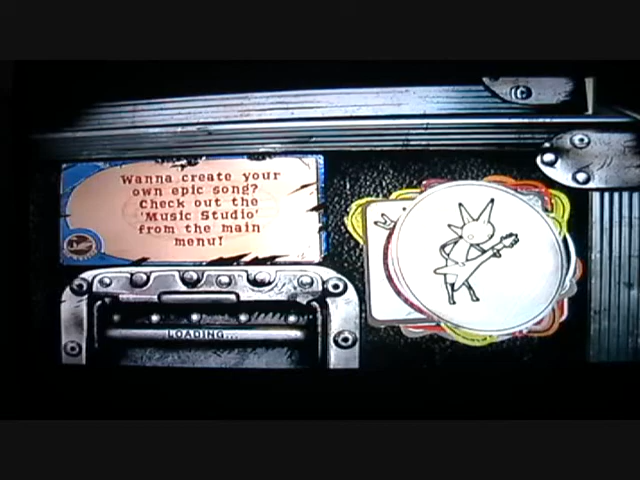 Wanna create your
own epic song?
Check out the
'Music Studio'
from the main
menu!
LOADING...